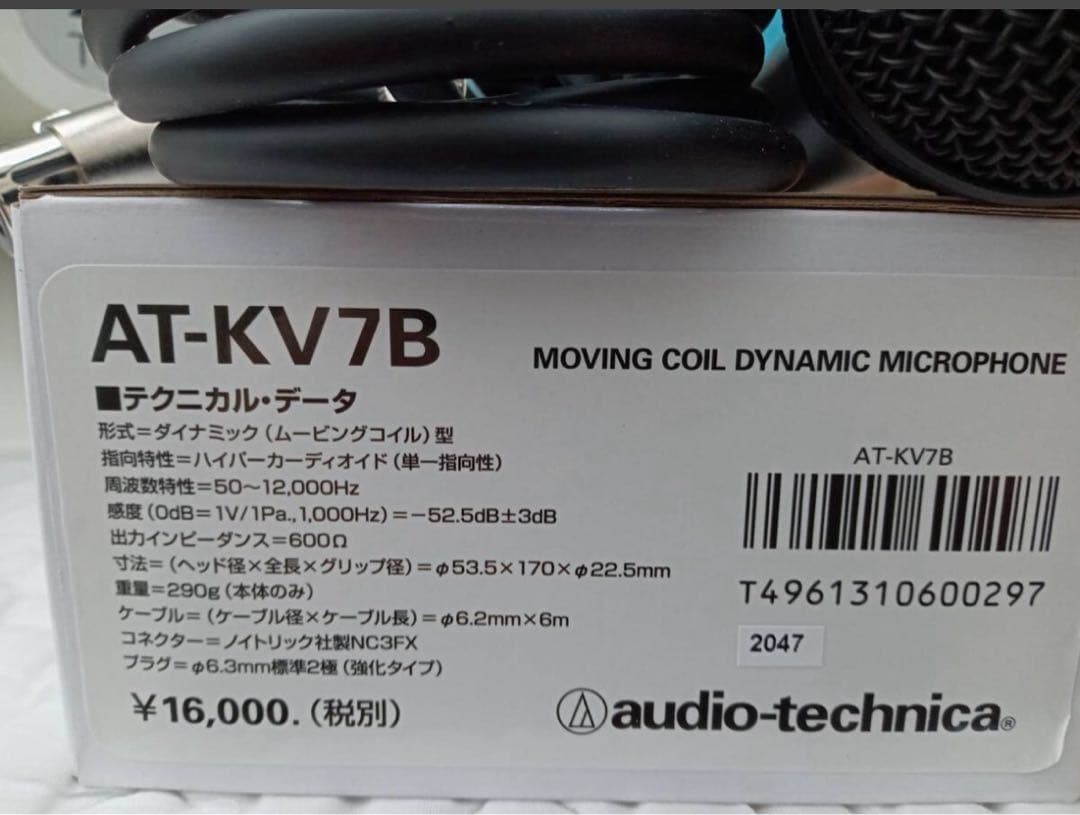 AT-KV7B
MOVING COIL DYNAMIC MICROPHONE
■テクニカル・データ
形式=ダイナミック(ムービングコイル)型
指向特性=ハイパーカーディオイド(単一指向性)
周波数特性=50〜12,000Hz
感度(0dB=1V/1Pa.,1,000Hz)=−52.5dB±3dB
出力インピーダンス=600Ω
寸法=(ヘッド径×全長×グリップ径)=φ53.5×170×φ22.5mm
重量=290g(本体のみ)
ケーブル=(ケーブル径×ケーブル長)=φ6.2mm×6m
コネクター=ノイトリック社製NC3FX
プラグ=φ6.3mm標準2極(強化タイプ)
¥16,000.(税別)
AT-KV7B
T4961310600297
2047
audio-technica®